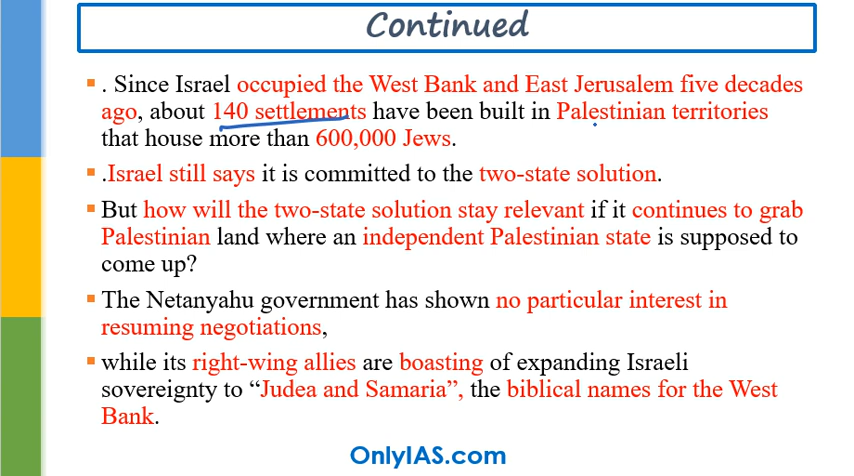 Continued
. Since Israel occupied the West Bank and East Jerusalem five decades
ago, about 140 settlements have been built in Palestinian territories
that house more than 600,000 Jews.
.Israel still says it is committed to the two-state solution.
But how will the two-state solution stay relevant if it continues to grab
Palestinian land where an independent Palestinian state is supposed to
come up?
The Netanyahu government has shown no particular interest in
resuming negotiations,
while its right-wing allies are boasting of expanding Israeli
sovereignty to “Judea and Samaria”, the biblical names for the West
Bank.
OnlyIAS.com